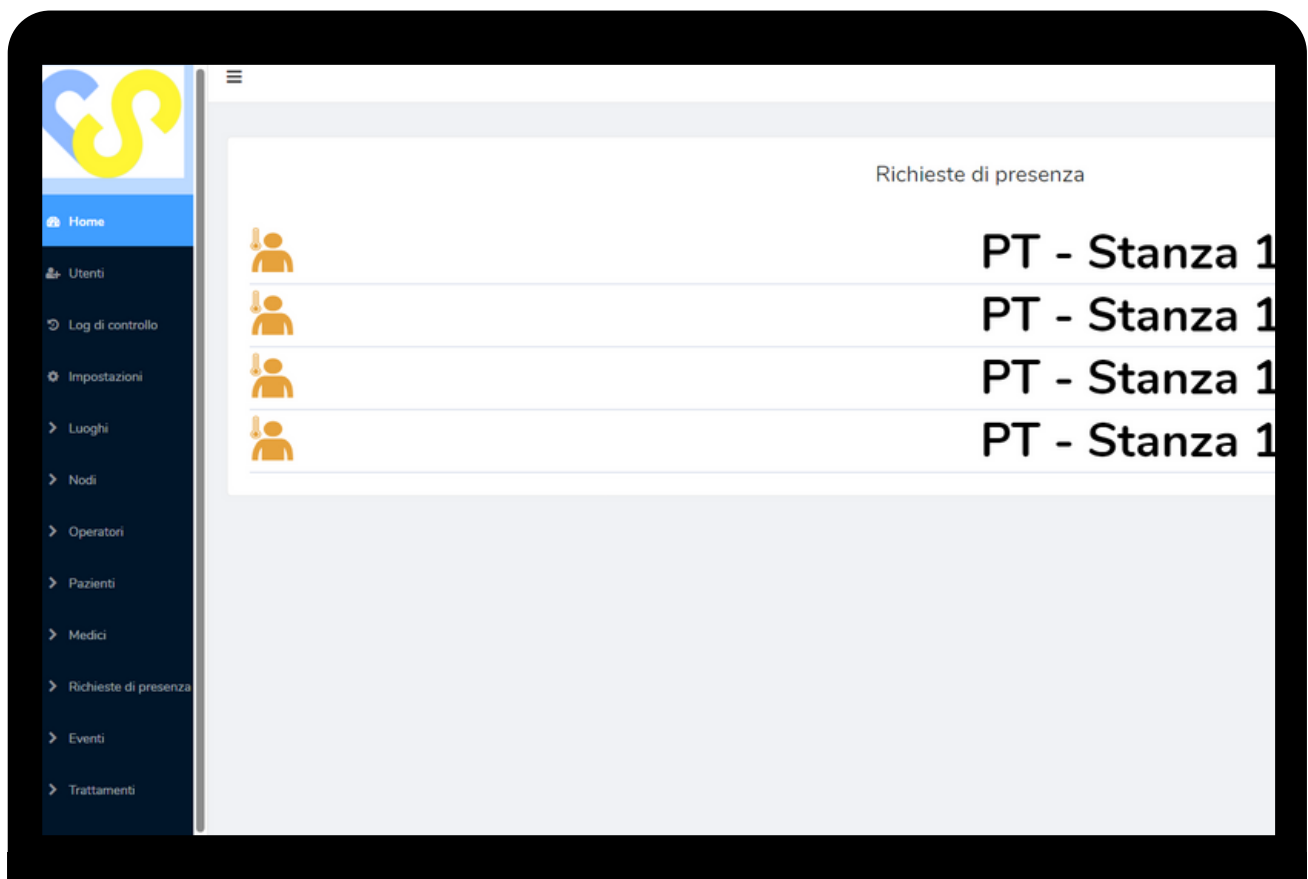 Home
Utenti
Log di controllo
Impostazioni
Luoghi
Nodi
Operatori
Pazienti
Medici
Richieste di presenza
Eventi
Trattamenti
Richieste di presenza
PT - Stanza 1
PT - Stanza 1
PT - Stanza 1
PT - Stanza 1